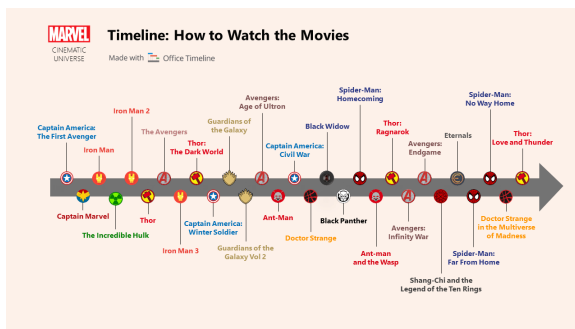 MARVEL
CINEMATIC
UNIVERSE
Timeline: How to Watch the Movies
Made with Office Timeline
Captain America:
The First Avenger
Iron Man
Iron Man 2
The Avengers
Thor:
The Dark World
Guardians of
the Galaxy
Avengers:
Age of Ultron
Captain America:
Civil War
Black Widow
Spider-Man:
Homecoming
Thor:
Ragnarok
Avengers:
Endgame
Eternals
Spider-Man:
No Way Home
Thor:
Love and Thunder
Captain Marvel
The Incredible Hulk
Thor
Iron Man 3
Captain America:
Winter Soldier
Guardians of the
Galaxy Vol 2
Ant-Man
Doctor Strange
Black Panther
Ant-man
and the Wasp
Avengers:
Infinity War
Shang-Chi and the
Legend of the Ten Rings
Spider-Man:
Far From Home
Doctor Strange
in the Multiverse
of Madness